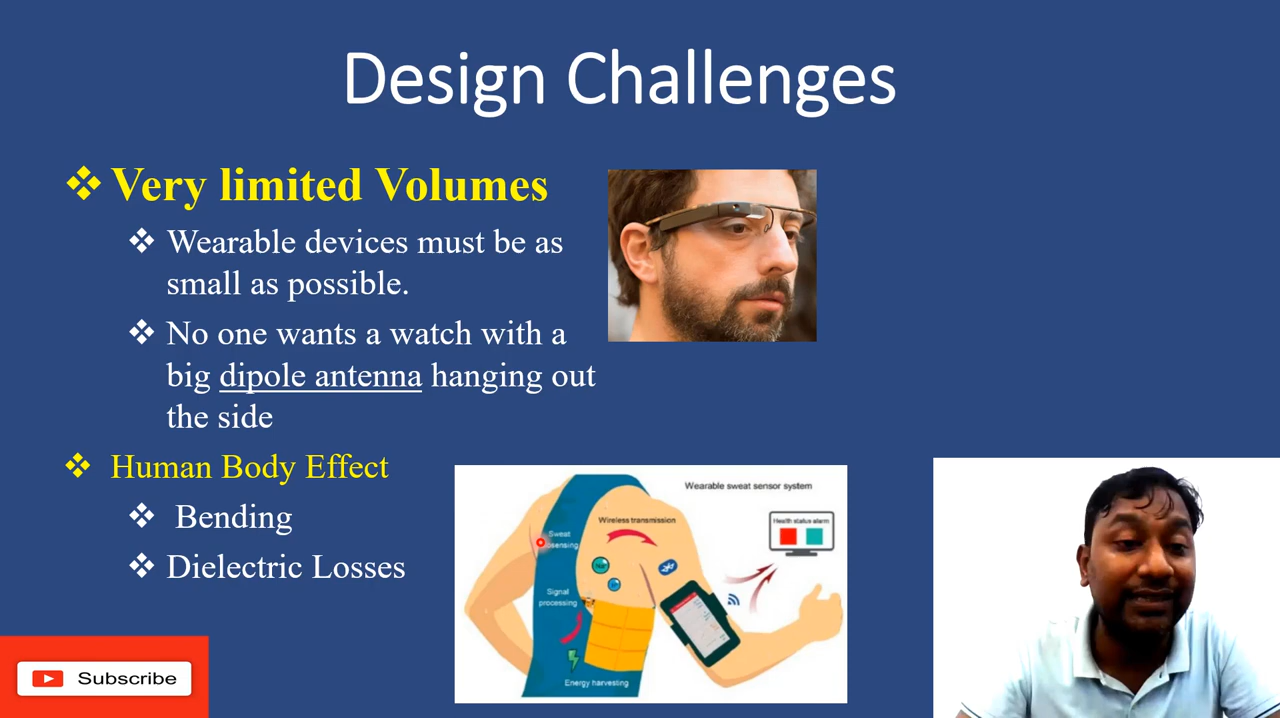 Design Challenges
❖ Very limited Volumes
❖ Wearable devices must be as
small as possible.
❖ No one wants a watch with a
big dipole antenna hanging out
the side
❖ Human Body Effect
❖ Bending
❖ Dielectric Losses
Wearable sweat sensor system
Wireless transmission
Health status alarm
Sweat
Signal
processing
Energy harvesting
Subscribe